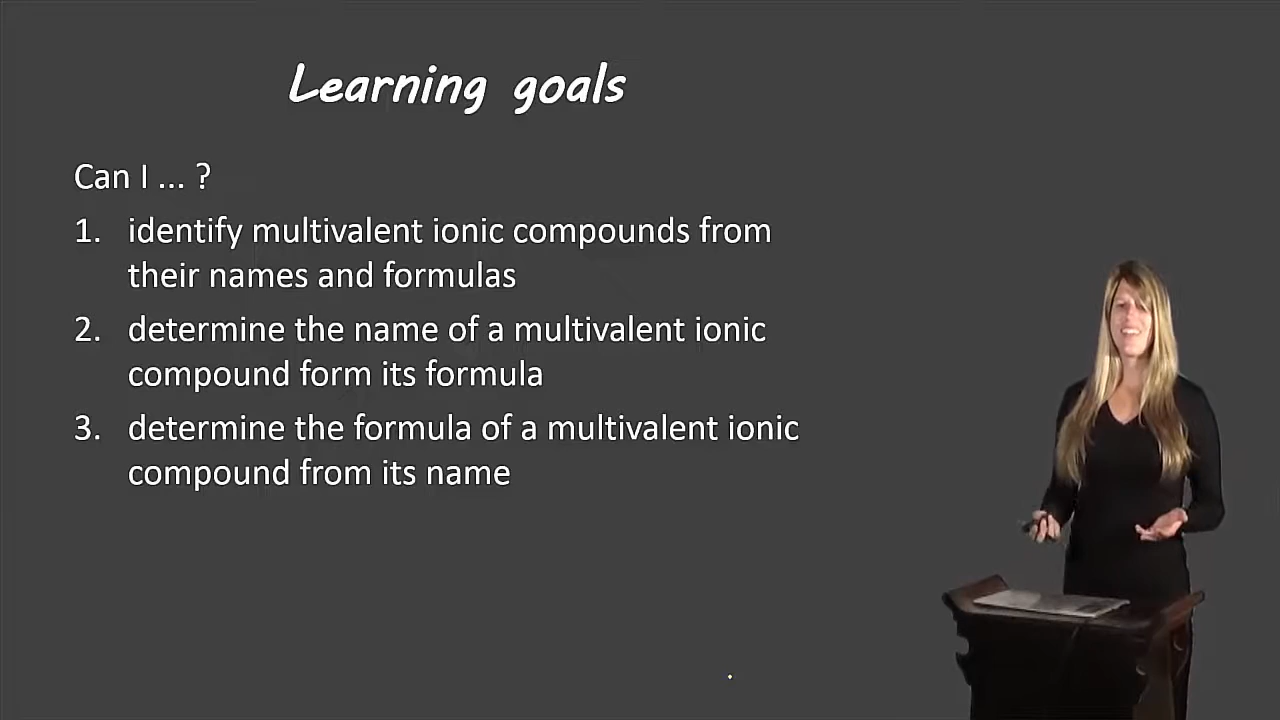 Learning goals
Can I ... ?
1. identify multivalent ionic compounds from
their names and formulas
2. determine the name of a multivalent ionic
compound form its formula
3. determine the formula of a multivalent ionic
compound from its name